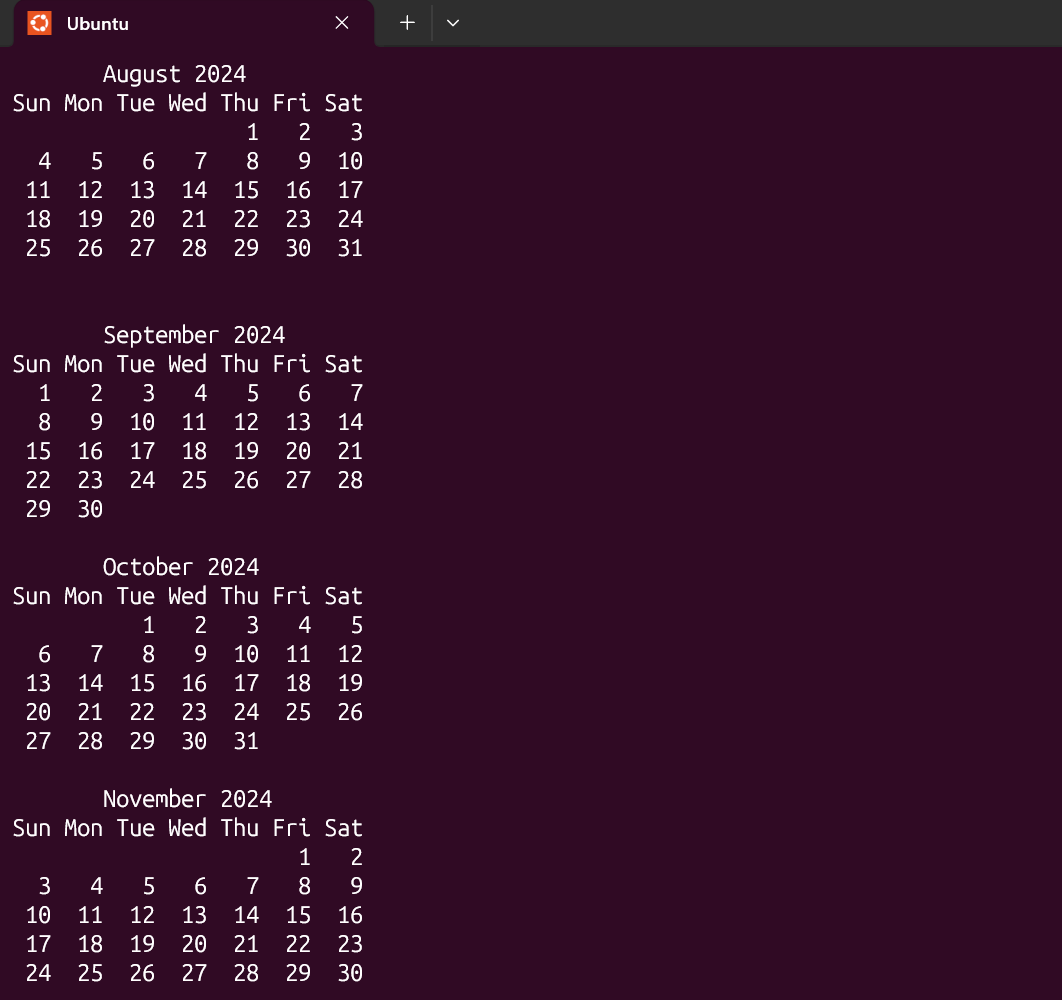 Ubuntu
August 2024
Sun Mon Tue Wed Thu Fri Sat
1 2 3
4 5 6 7 8 9 10
11 12 13 14 15 16 17
18 19 20 21 22 23 24
25 26 27 28 29 30 31
September 2024
Sun Mon Tue Wed Thu Fri Sat
1 2 3 4 5 6 7
8 9 10 11 12 13 14
15 16 17 18 19 20 21
22 23 24 25 26 27 28
29 30
October 2024
Sun Mon Tue Wed Thu Fri Sat
1 2 3 4 5
6 7 8 9 10 11 12
13 14 15 16 17 18 19
20 21 22 23 24 25 26
27 28 29 30 31
November 2024
Sun Mon Tue Wed Thu Fri Sat
1 2
3 4 5 6 7 8 9
10 11 12 13 14 15 16
17 18 19 20 21 22 23
24 25 26 27 28 29 30